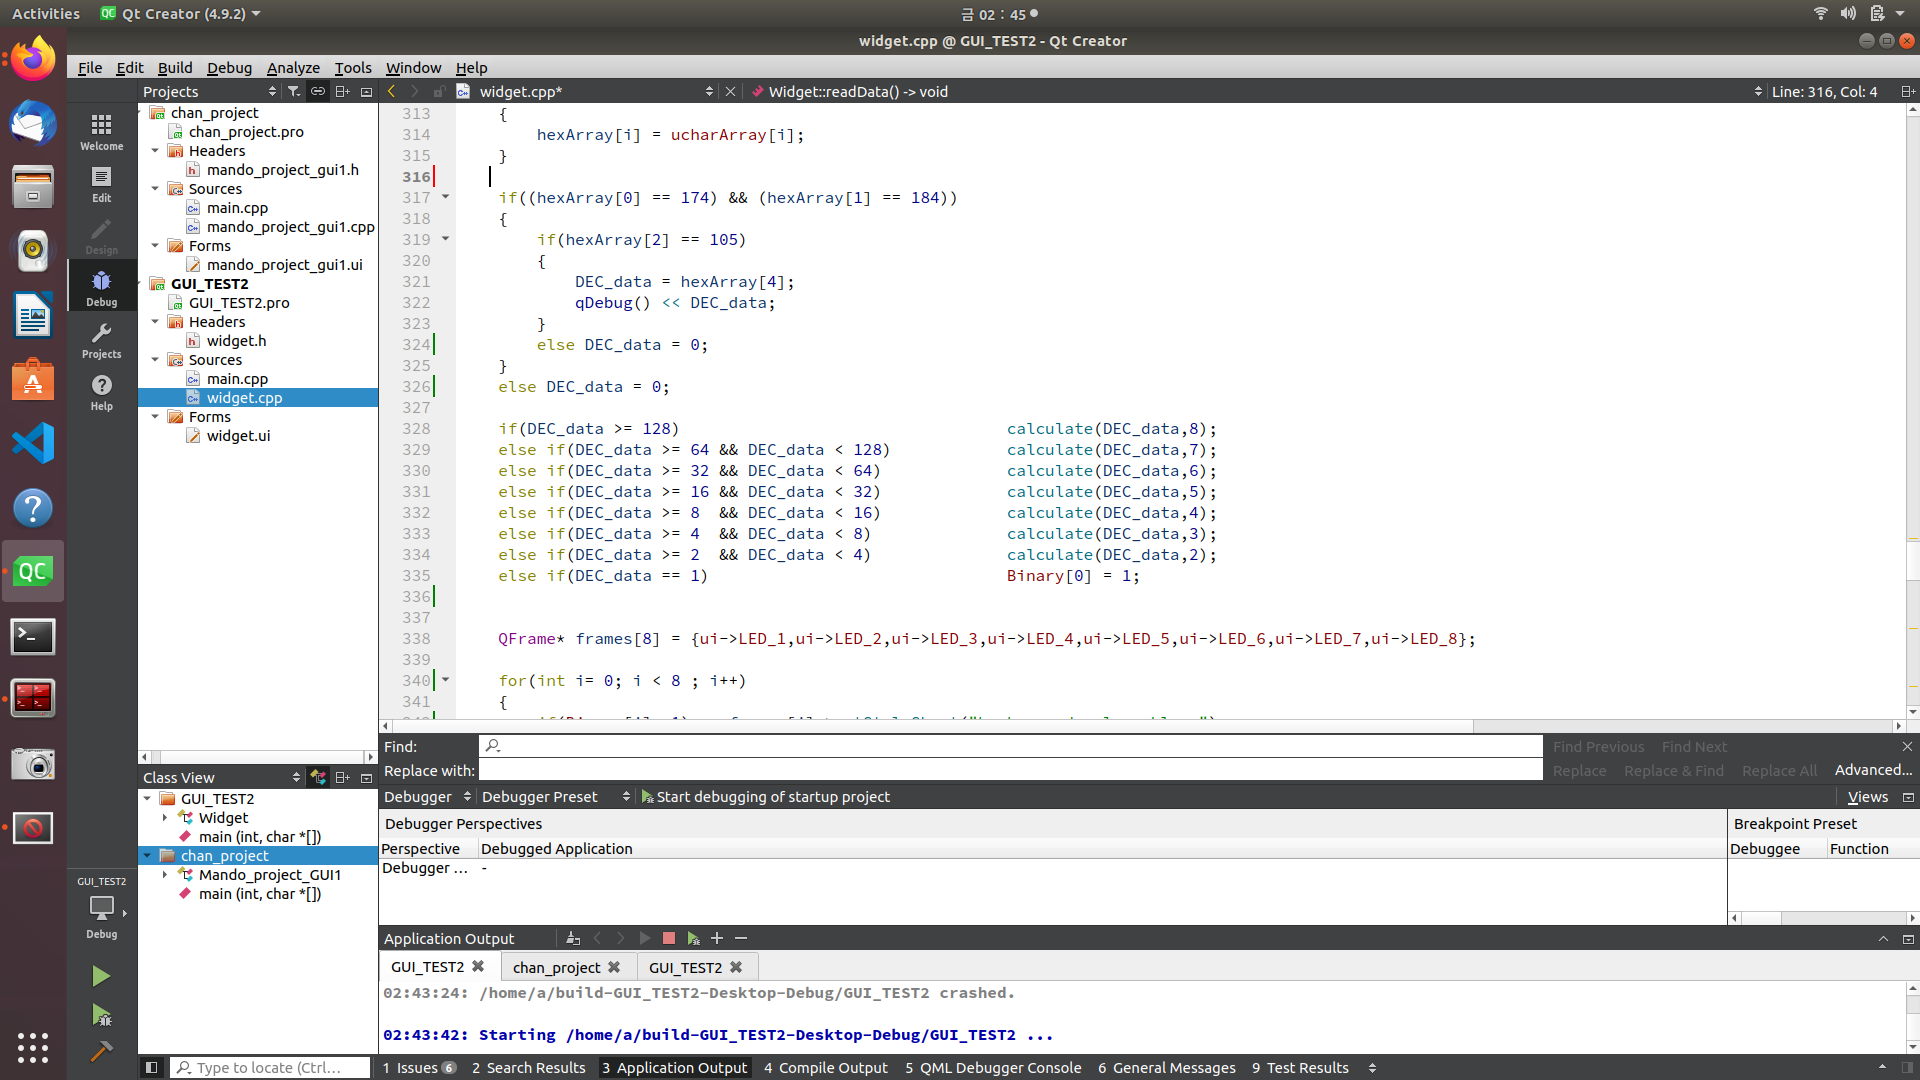 Activities
Qt Creator (4.9.2)
금 02 : 45
widget.cpp @ GUI_TEST2 - Qt Creator
File Edit Build Debug Analyze Tools Window Help
Projects
widget.cpp*
Widget::readData() -> void
Line: 316, Col: 4
Welcome
Edit
Design
Debug
Projects
Help
chan_project
chan_project.pro
Headers
mando_project_gui1.h
Sources
main.cpp
mando_project_gui1.cpp
Forms
mando_project_gui1.ui
GUI_TEST2
GUI_TEST2.pro
Headers
widget.h
Sources
main.cpp
widget.cpp
Forms
widget.ui
313 {
314 hexArray[i] = ucharArray[i];
315 }
316
317 if((hexArray[0] == 174) && (hexArray[1] == 184))
318 {
319 if(hexArray[2] == 105)
320 {
321 DEC_data = hexArray[4];
322 qDebug() << DEC_data;
323 }
324 else DEC_data = 0;
325 }
326 else DEC_data = 0;
327
328 if(DEC_data >= 128) calculate(DEC_data,8);
329 else if(DEC_data >= 64 && DEC_data < 128) calculate(DEC_data,7);
330 else if(DEC_data >= 32 && DEC_data < 64) calculate(DEC_data,6);
331 else if(DEC_data >= 16 && DEC_data < 32) calculate(DEC_data,5);
332 else if(DEC_data >= 8 && DEC_data < 16) calculate(DEC_data,4);
333 else if(DEC_data >= 4 && DEC_data < 8) calculate(DEC_data,3);
334 else if(DEC_data >= 2 && DEC_data < 4) calculate(DEC_data,2);
335 else if(DEC_data == 1) Binary[0] = 1;
336
337
338 QFrame* frames[8] = {ui->LED_1,ui->LED_2,ui->LED_3,ui->LED_4,ui->LED_5,ui->LED_6,ui->LED_7,ui->LED_8};
339
340 for(int i= 0; i < 8 ; i++)
341 {
Find:
Find Previous Find Next
Replace with:
Replace Replace & Find Replace All Advanced...
Class View
GUI_TEST2
Widget
main (int, char *[])
chan_project
Mando_project_GUI1
main (int, char *[])
Debugger
Debugger Preset
Start debugging of startup project
Views
Debugger Perspectives
Perspective Debugged Application
Debugger ... -
Breakpoint Preset
Debuggee Function
GUI_TEST2
Debug
Application Output
GUI_TEST2
chan_project
GUI_TEST2
02:43:24: /home/a/build-GUI_TEST2-Desktop-Debug/GUI_TEST2 crashed.
02:43:42: Starting /home/a/build-GUI_TEST2-Desktop-Debug/GUI_TEST2 ...
Type to locate (Ctrl...
1 Issues 6
2 Search Results
3 Application Output
4 Compile Output
5 QML Debugger Console
6 General Messages
9 Test Results